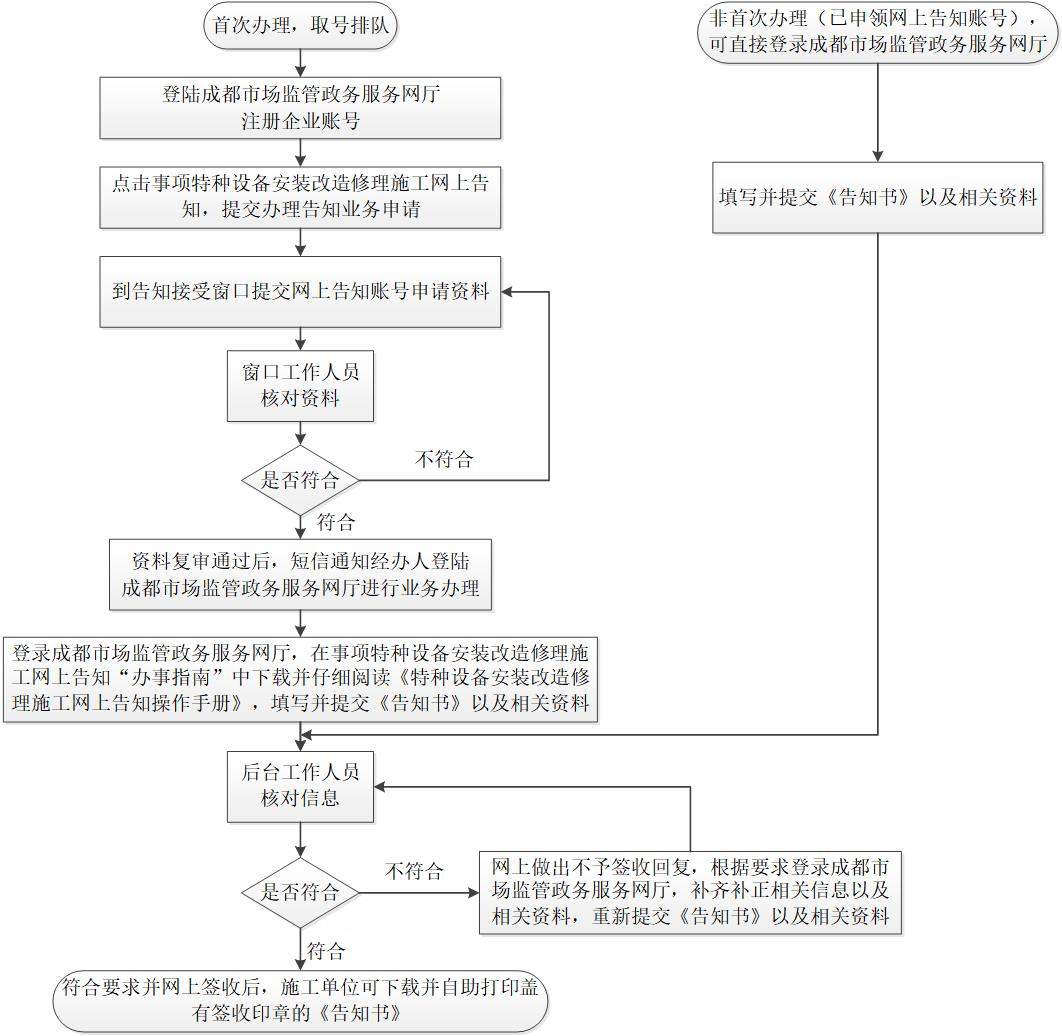 首次办理，取号排队
非首次办理（已申领网上告知账号），
可直接登录成都市场监管政务服务网厅
登陆成都市场监管政务服务网厅
注册企业账号
点击事项特种设备安装改造修理施工网上告
知，提交办理告知业务申请
填写并提交《告知书》以及相关资料
到告知接受窗口提交网上告知账号申请资料
窗口工作人员
核对资料
不符合
是否符合
符合
资料复审通过后，短信通知经办人登陆
成都市场监管政务服务网厅进行业务办理
登录成都市场监管政务服务网厅，在事项特种设备安装改造修理施
工网上告知“办事指南”中下载并仔细阅读《特种设备安装改造修
理施工网上告知操作手册》，填写并提交《告知书》以及相关资料
后台工作人员
核对信息
不符合
是否符合
网上做出不予签收回复，根据要求登录成都市
场监管政务服务网厅，补齐补正相关信息以及
相关资料，重新提交《告知书》以及相关资料
符合
符合要求并网上签收后，施工单位可下载并自助打印盖
有签收印章的《告知书》